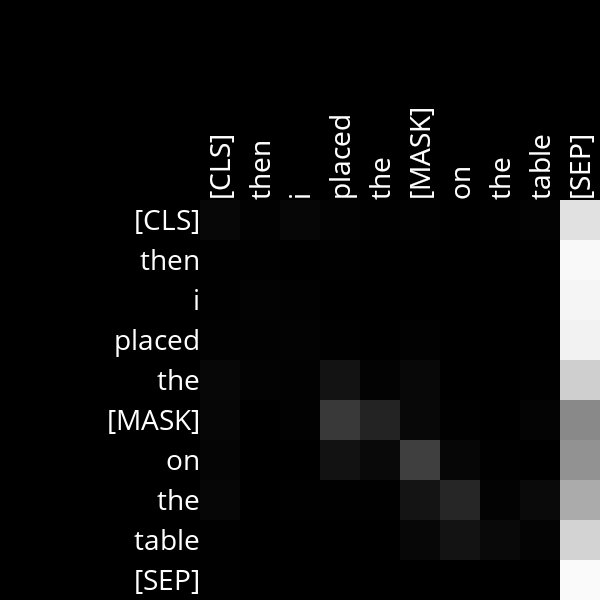 [CLS] then i placed the [MASK] on the table [SEP]
[CLS]
then
i
placed
the
[MASK]
on
the
table
[SEP]